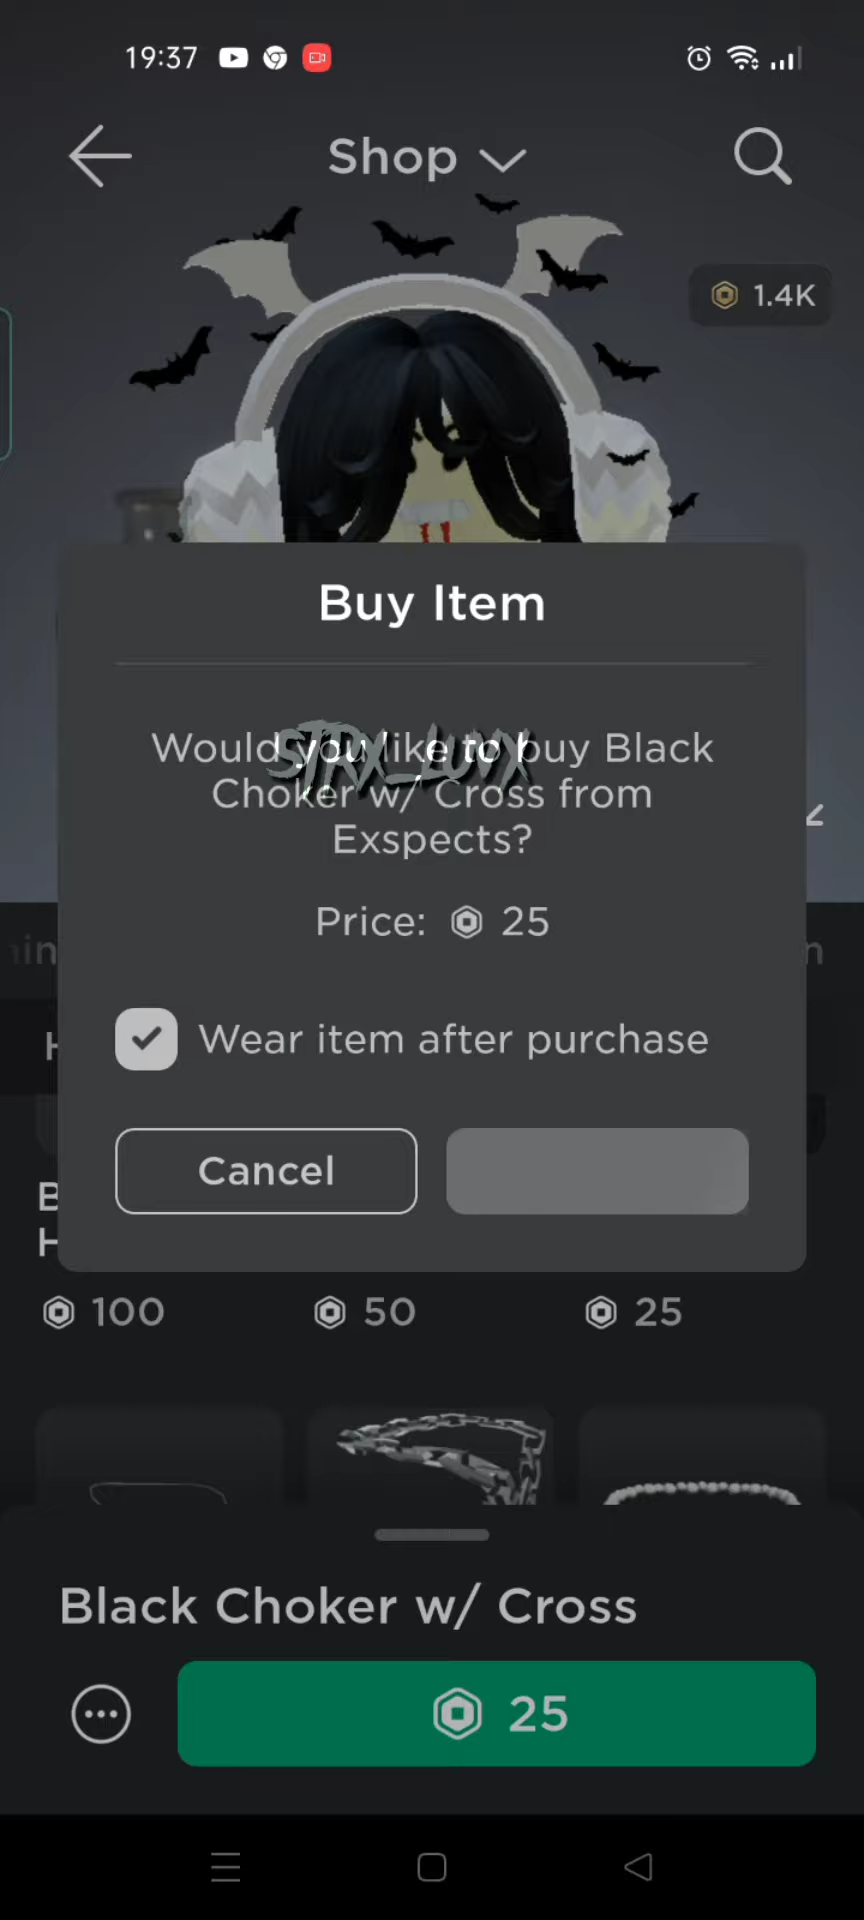 19:37
Shop
1.4K
Buy Item
Would you like to buy Black
Choker w/ Cross from
Exspects?
STRX_LUVX
Price: 25
Wear item after purchase
Cancel
100
50
25
Black Choker w/ Cross
25